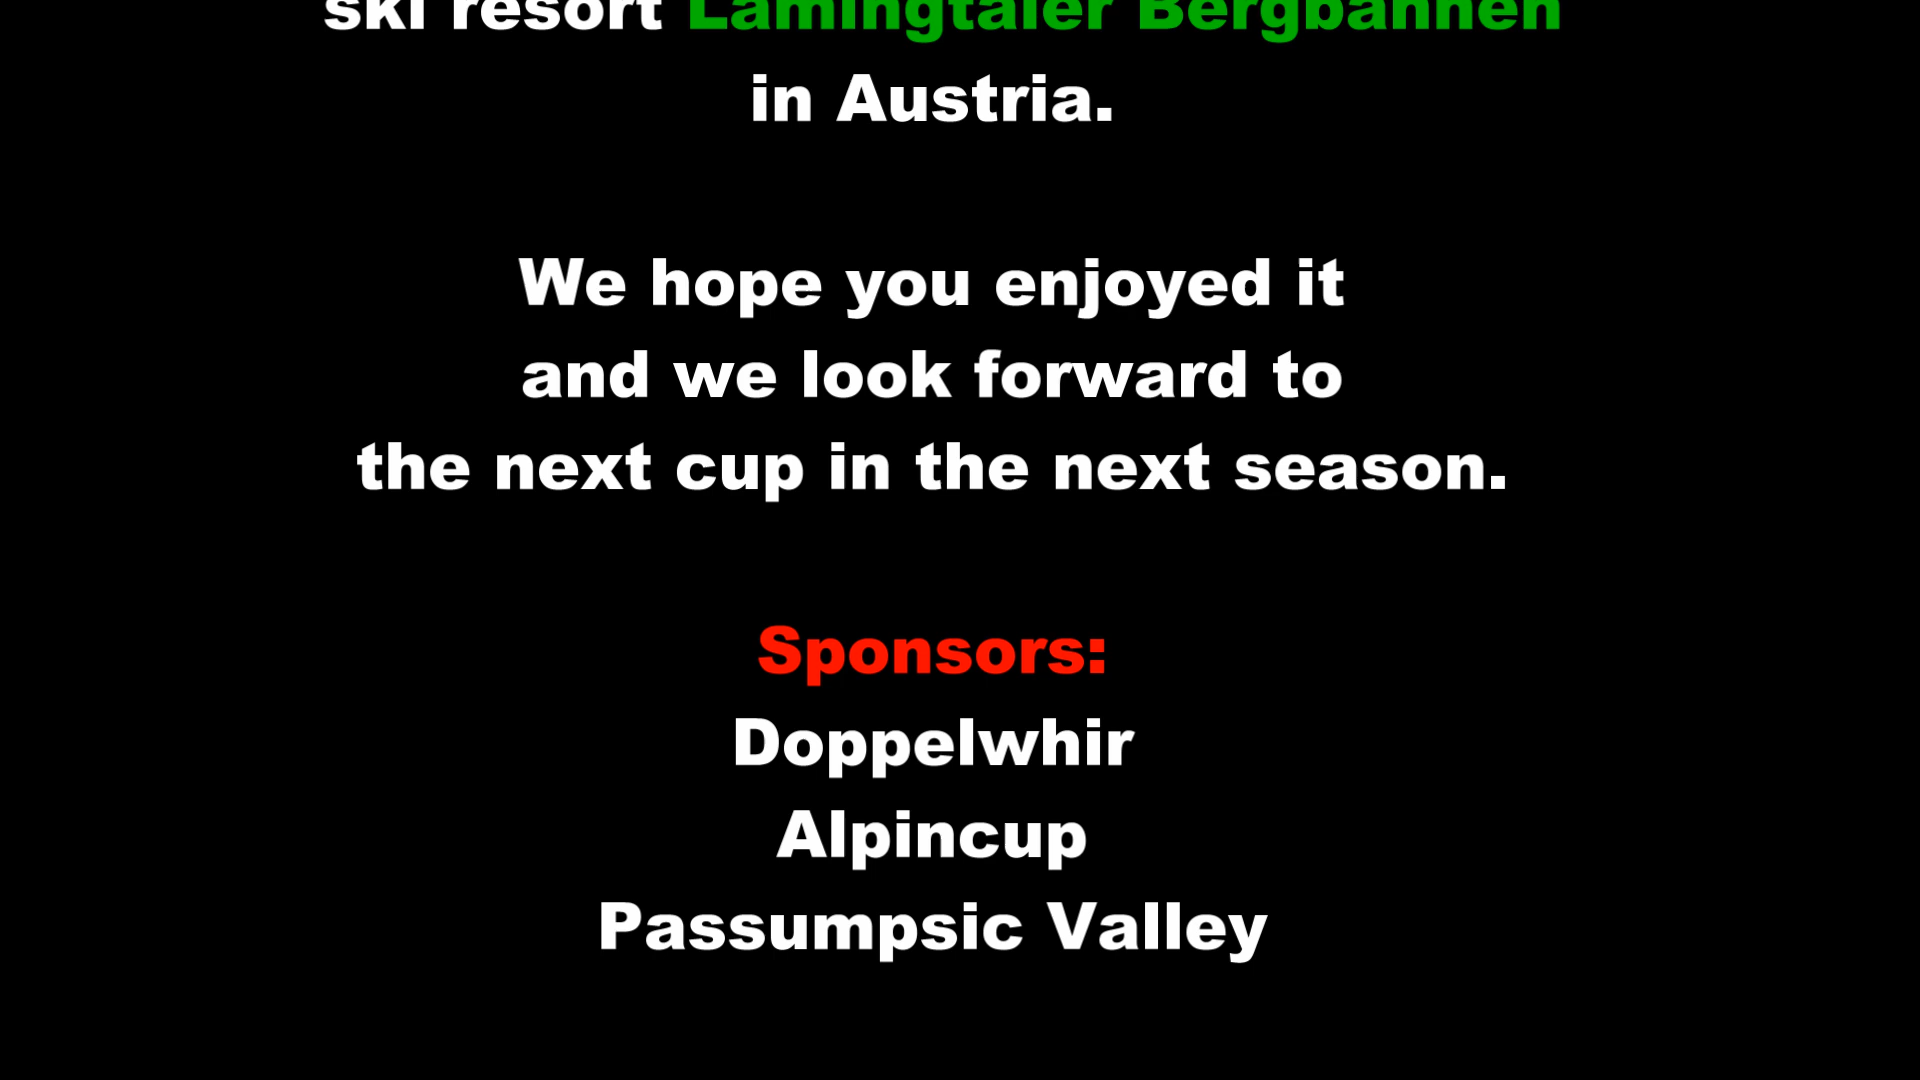 ski resort Lamingtaler Bergbahnen
in Austria.
We hope you enjoyed it
and we look forward to
the next cup in the next season.
Sponsors:
Doppelwhir
Alpincup
Passumpsic Valley